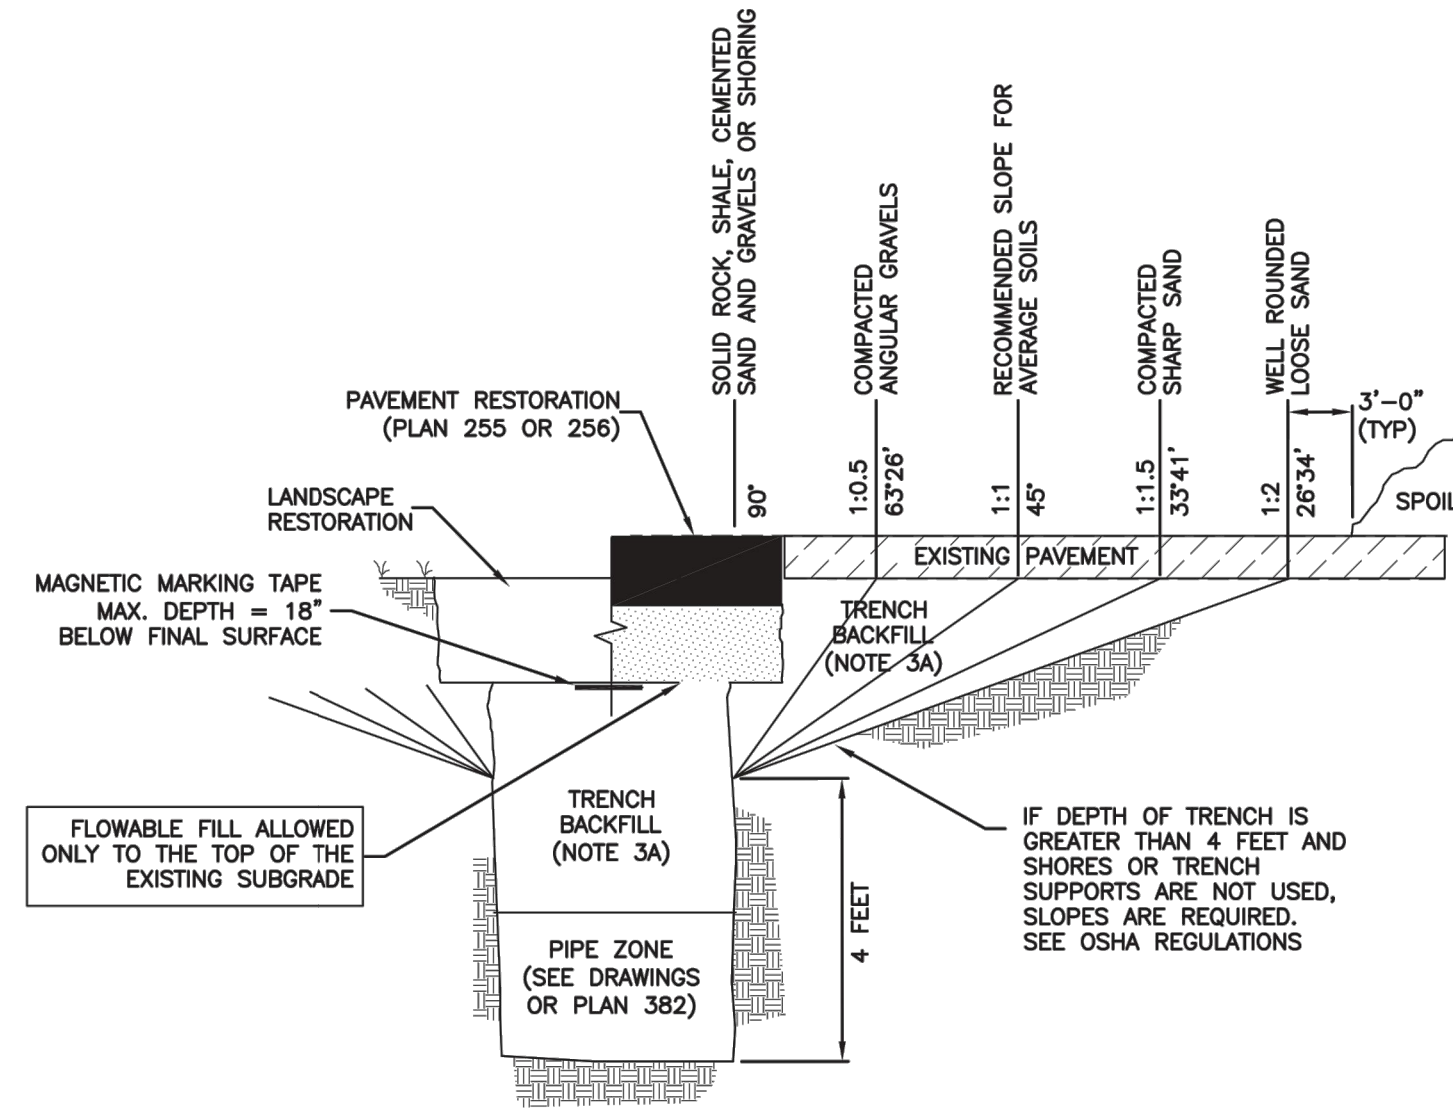 SOLID ROCK, SHALE, CEMENTED
SAND AND GRAVELS OR SHORING
90°
COMPACTED
ANGULAR GRAVELS
1:0.5
63°26'
RECOMMENDED SLOPE FOR
AVERAGE SOILS
1:1
45°
COMPACTED
SHARP SAND
1:1.5
33°41'
WELL ROUNDED
LOOSE SAND
1:2
26°34'
3'-0"
(TYP)
SPOIL
PAVEMENT RESTORATION
(PLAN 255 OR 256)
LANDSCAPE
RESTORATION
EXISTING PAVEMENT
MAGNETIC MARKING TAPE
MAX. DEPTH = 18"
BELOW FINAL SURFACE
TRENCH
BACKFILL
(NOTE 3A)
FLOWABLE FILL ALLOWED
ONLY TO THE TOP OF THE
EXISTING SUBGRADE
TRENCH
BACKFILL
(NOTE 3A)
4 FEET
IF DEPTH OF TRENCH IS
GREATER THAN 4 FEET AND
SHORES OR TRENCH
SUPPORTS ARE NOT USED,
SLOPES ARE REQUIRED.
SEE OSHA REGULATIONS
PIPE ZONE
(SEE DRAWINGS
OR PLAN 382)